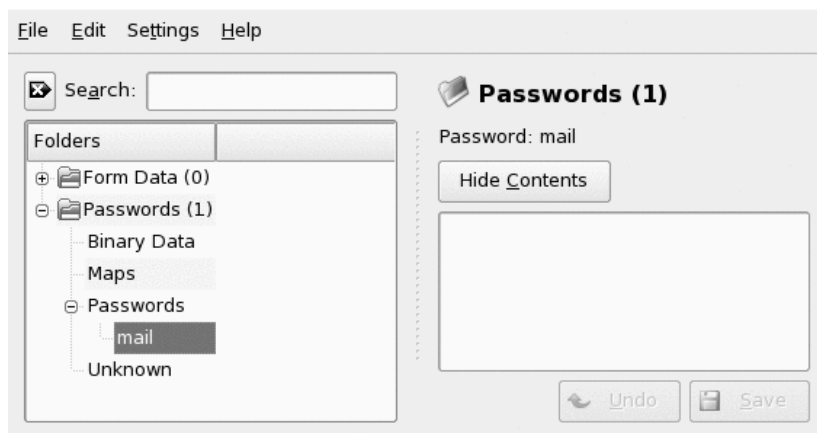 File Edit Settings Help
Search:
Folders
Form Data (0)
Passwords (1)
Binary Data
Maps
Passwords
mail
Unknown
Passwords (1)
Password: mail
Hide Contents
Undo Save